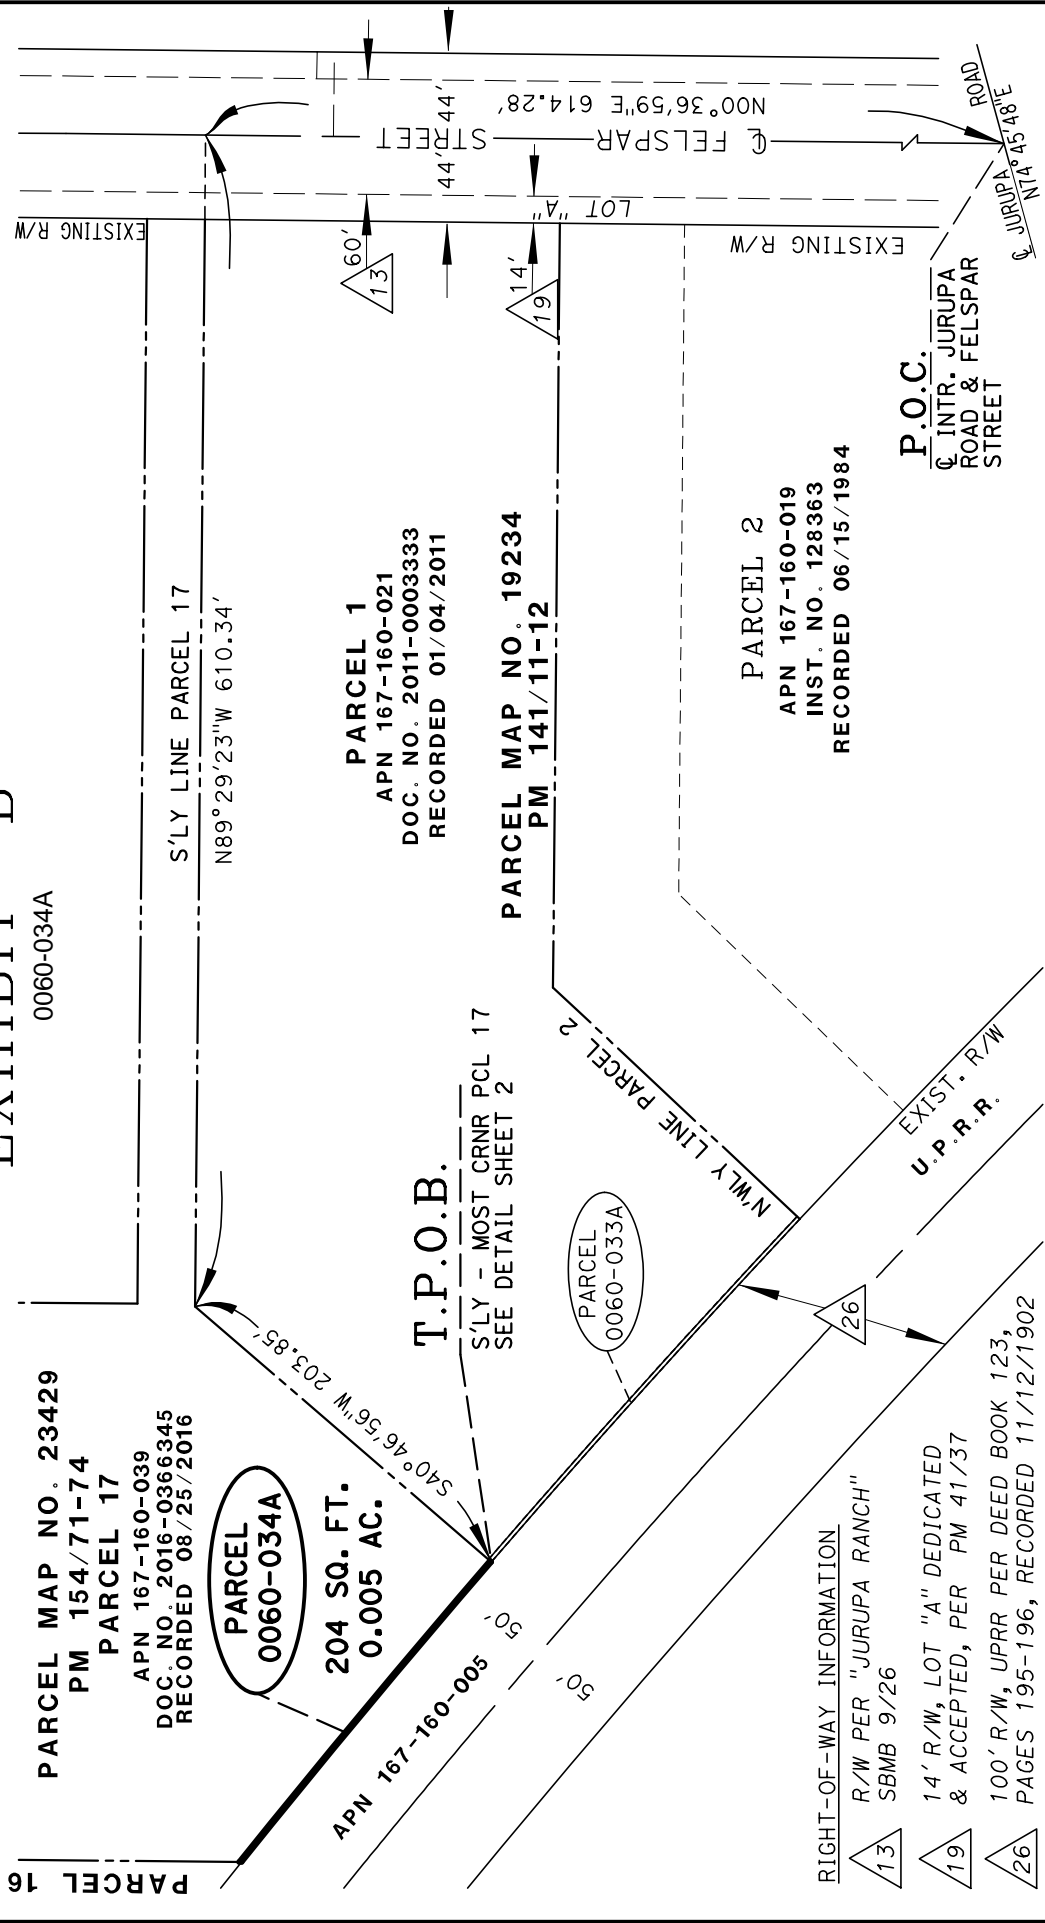 0060-034A
PARCEL MAP NO. 23429
PM 154/71-74
PARCEL 17
APN 167-160-039
DOC. NO. 2016-0366345
RECORDED 08/25/2016
PARCEL
0060-034A
204 SQ. FT.
0.005 AC.
PARCEL 16
S'LY LINE PARCEL 17
N89°29'23"W 610.34'
EXISTING R/W
S40°46'56"W 203.85'
T.P.O.B.
S'LY - MOST CRNR PCL 17
SEE DETAIL SHEET 2
PARCEL 1
APN 167-160-021
DOC. NO. 2011-0003333
RECORDED 01/04/2011
PARCEL MAP NO. 19234
PM 141/11-12
60'
13
14'
19
44'
44'
LOT "A"
℄ FELSPAR STREET
N00°36'59"E 614.28'
EXISTING R/W
PARCEL
0060-033A
N'WLY LINE PARCEL 2
PARCEL 2
APN 167-160-019
INST. NO. 128363
RECORDED 06/15/1984
P.O.C.
℄ INTR. JURUPA
ROAD & FELSPAR
STREET
℄ JURUPA ROAD
N74°45'48"E
EXIST. R/W
U.P.R.R.
26
50'
50'
APN 167-160-005
RIGHT-OF-WAY INFORMATION
13 R/W PER "JURUPA RANCH"
SBMB 9/26
19 14' R/W, LOT "A" DEDICATED
& ACCEPTED, PER PM 41/37
26 100' R/W, UPRR PER DEED BOOK 123,
PAGES 195-196, RECORDED 11/12/1902